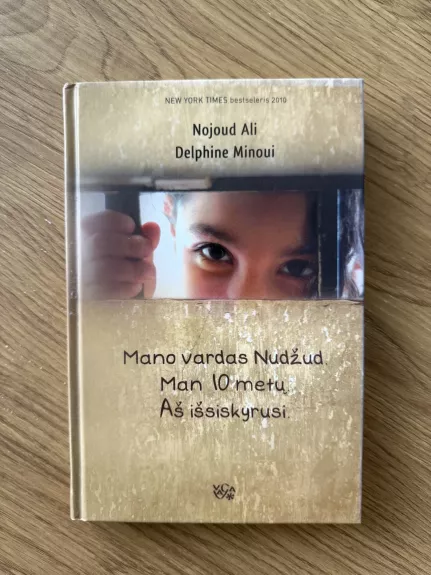 NEW YORK TIMES bestseleris 2010
Nojoud Ali
Delphine Minoui
Mano vardas Nudžud.
Man 10 metų.
Aš išsiskyrusi.